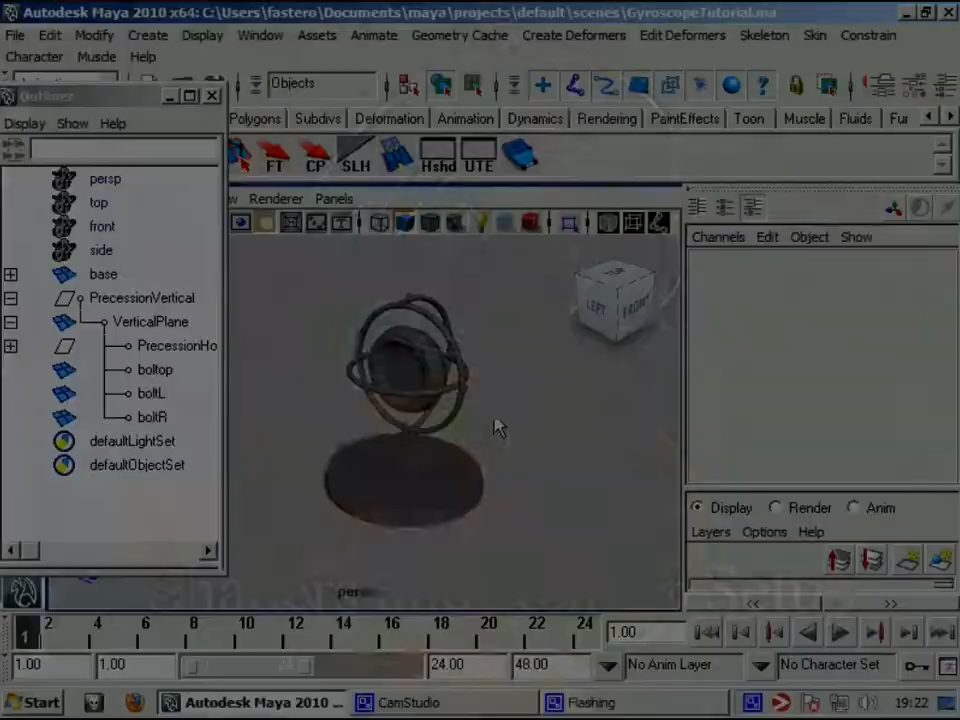 Autodesk Maya 2010 x64: C:\Users\fastero\Documents\maya\projects\default\scenes\GyroscopeTutorial.ma
File Edit Modify Create Display Window Assets Animate Geometry Cache Create Deformers Edit Deformers Skeleton Skin Constrain
Character Muscle Help
Objects
Outliner
Polygons Subdivs Deformation Animation Dynamics Rendering PaintEffects Toon Muscle Fluids Fur
Display Show Help
FT CP SLH Hshd UTE
Renderer Panels
persp
top
front
side
base
PrecessionVertical
VerticalPlane
PrecessionHo
boltop
boltL
boltR
defaultLightSet
defaultObjectSet
TOP
LEFT FRONT
Channels Edit Object Show
Display Render Anim
Layers Options Help
<< >>
1 2 4 6 8 10 12 14 16 18 20 22 24 1.00
1.00 1.00 24 24.00 48.00 No Anim Layer No Character Set
Start Autodesk Maya 2010 ... CamStudio Flashing 19:22